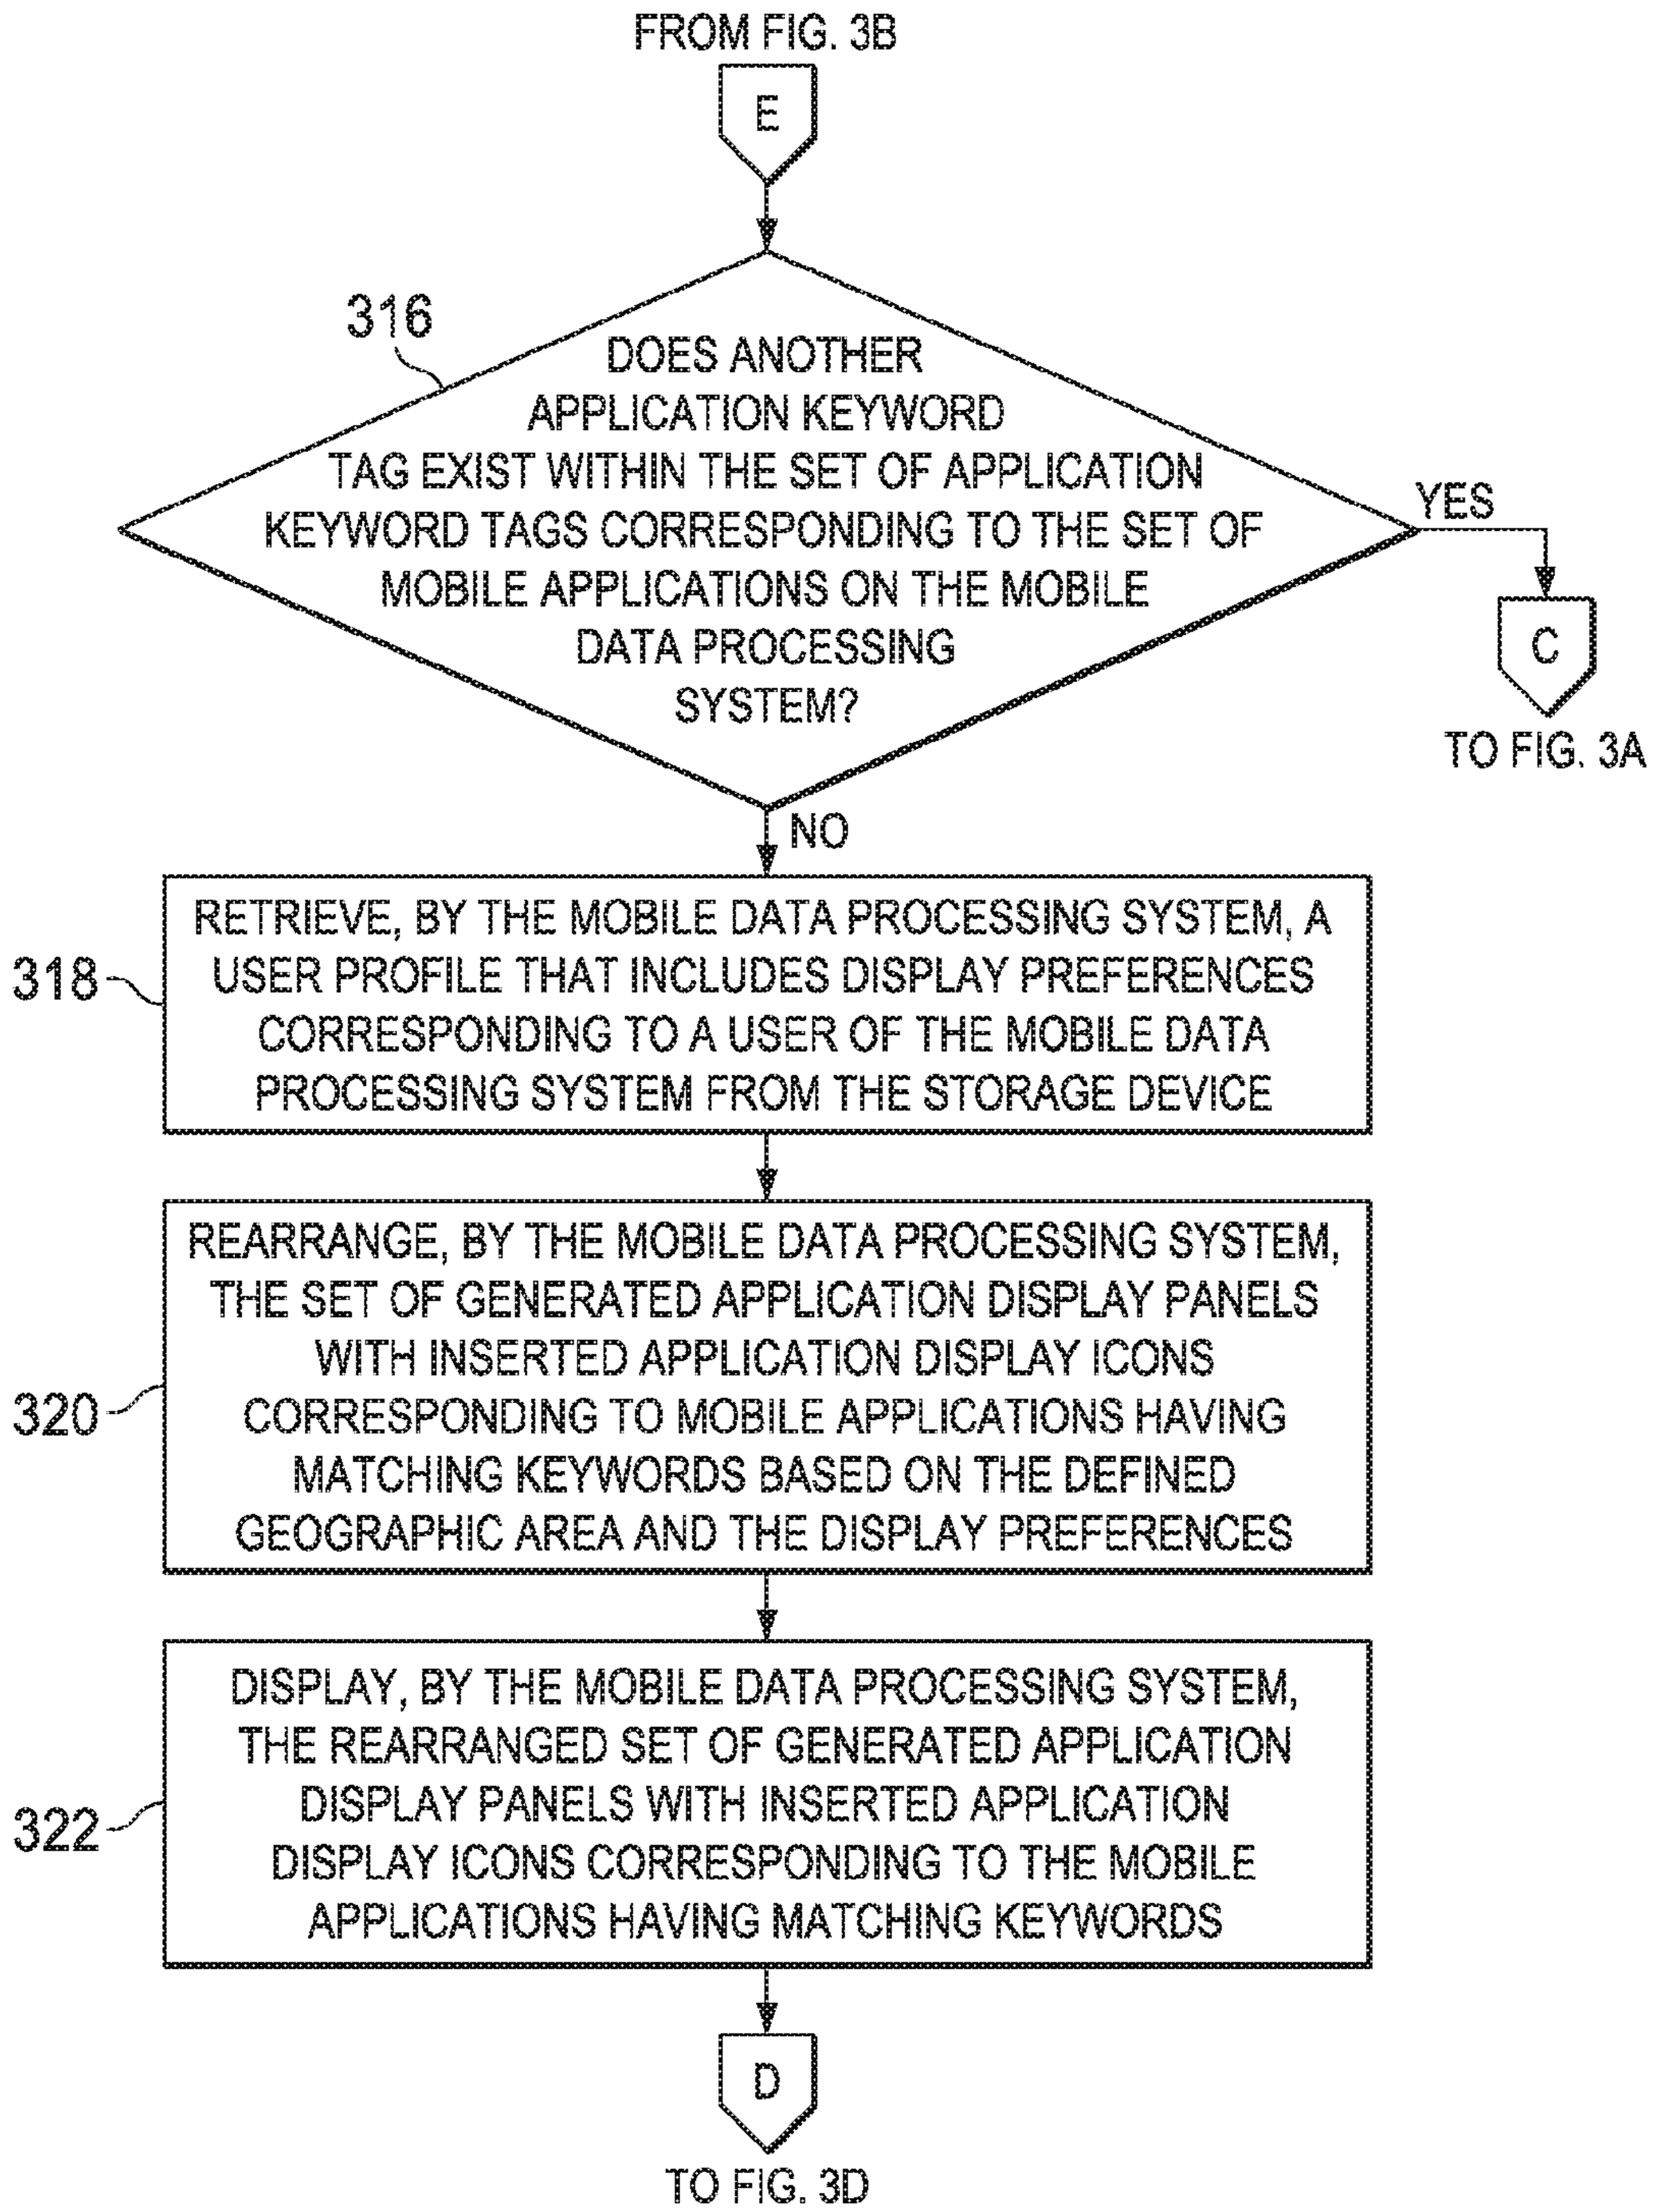 FROM FIG. 3B
E
316
DOES ANOTHER
APPLICATION KEYWORD
TAG EXIST WITHIN THE SET OF APPLICATION
KEYWORD TAGS CORRESPONDING TO THE SET OF
MOBILE APPLICATIONS ON THE MOBILE
DATA PROCESSING
SYSTEM?
YES
C
TO FIG. 3A
NO
318
RETRIEVE, BY THE MOBILE DATA PROCESSING SYSTEM, A
USER PROFILE THAT INCLUDES DISPLAY PREFERENCES
CORRESPONDING TO A USER OF THE MOBILE DATA
PROCESSING SYSTEM FROM THE STORAGE DEVICE
320
REARRANGE, BY THE MOBILE DATA PROCESSING SYSTEM,
THE SET OF GENERATED APPLICATION DISPLAY PANELS
WITH INSERTED APPLICATION DISPLAY ICONS
CORRESPONDING TO MOBILE APPLICATIONS HAVING
MATCHING KEYWORDS BASED ON THE DEFINED
GEOGRAPHIC AREA AND THE DISPLAY PREFERENCES
322
DISPLAY, BY THE MOBILE DATA PROCESSING SYSTEM,
THE REARRANGED SET OF GENERATED APPLICATION
DISPLAY PANELS WITH INSERTED APPLICATION
DISPLAY ICONS CORRESPONDING TO THE MOBILE
APPLICATIONS HAVING MATCHING KEYWORDS
D
TO FIG. 3D